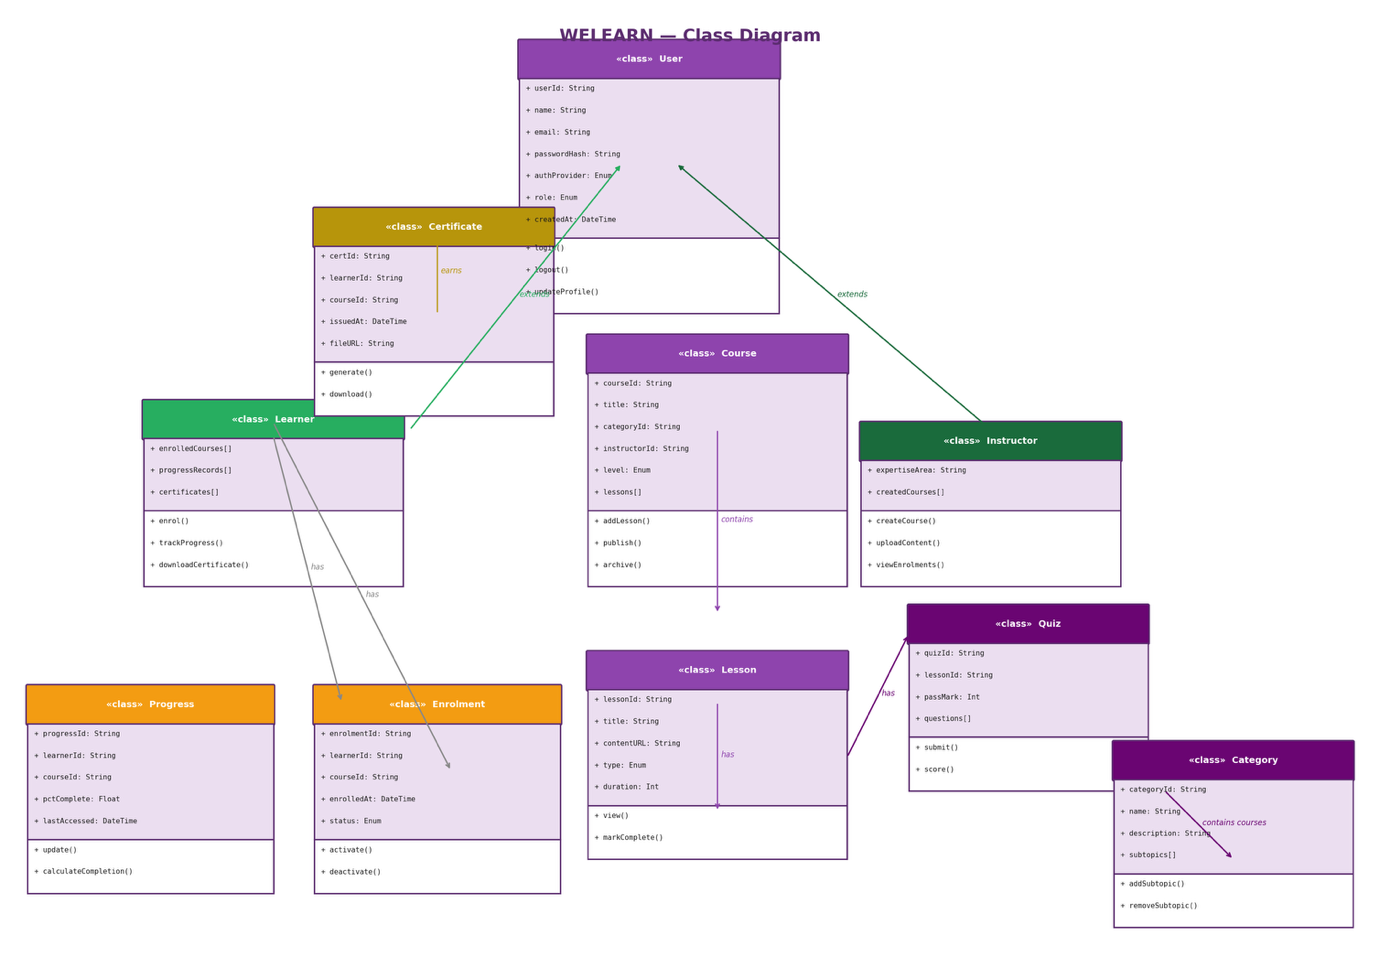 WELEARN — Class Diagram
«class» User
+ userId: String
+ name: String
+ email: String
+ passwordHash: String
+ authProvider: Enum
+ role: Enum
+ createdAt: DateTime
+ login()
+ logout()
+ updateProfile()
«class» Certificate
+ certId: String
+ learnerId: String
+ courseId: String
+ issuedAt: DateTime
+ fileURL: String
+ generate()
+ download()
earns
extends
extends
«class» Course
+ courseId: String
+ title: String
+ categoryId: String
+ instructorId: String
+ level: Enum
+ lessons[]
+ addLesson()
+ publish()
+ archive()
contains
«class» Learner
+ enrolledCourses[]
+ progressRecords[]
+ certificates[]
+ enrol()
+ trackProgress()
+ downloadCertificate()
has
has
«class» Instructor
+ expertiseArea: String
+ createdCourses[]
+ createCourse()
+ uploadContent()
+ viewEnrolments()
«class» Progress
+ progressId: String
+ learnerId: String
+ courseId: String
+ pctComplete: Float
+ lastAccessed: DateTime
+ update()
+ calculateCompletion()
«class» Enrolment
+ enrolmentId: String
+ learnerId: String
+ courseId: String
+ enrolledAt: DateTime
+ status: Enum
+ activate()
+ deactivate()
«class» Lesson
+ lessonId: String
+ title: String
+ contentURL: String
+ type: Enum
+ duration: Int
+ view()
+ markComplete()
has
has
«class» Quiz
+ quizId: String
+ lessonId: String
+ passMark: Int
+ questions[]
+ submit()
+ score()
«class» Category
+ categoryId: String
+ name: String
+ description: String
+ subtopics[]
+ addSubtopic()
+ removeSubtopic()
contains courses